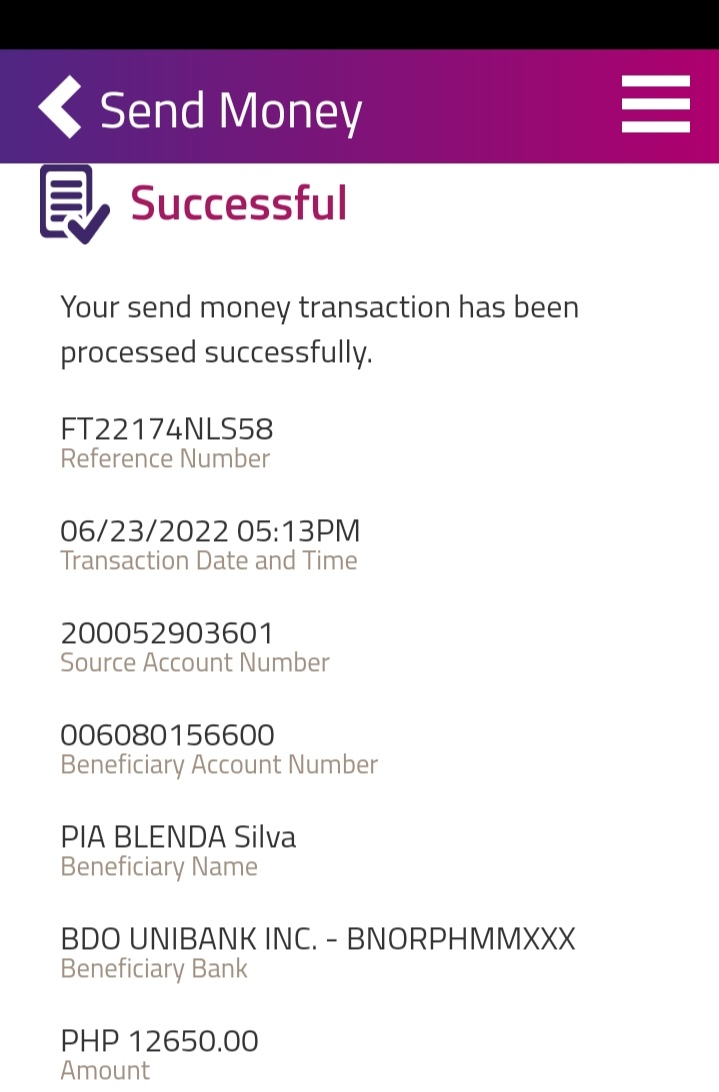 Send Money
Successful
Your send money transaction has been
processed successfully.
FT22174NLS58
Reference Number
06/23/2022 05:13PM
Transaction Date and Time
200052903601
Source Account Number
006080156600
Beneficiary Account Number
PIA BLENDA Silva
Beneficiary Name
BDO UNIBANK INC. - BNORPHMMXXX
Beneficiary Bank
PHP 12650.00
Amount